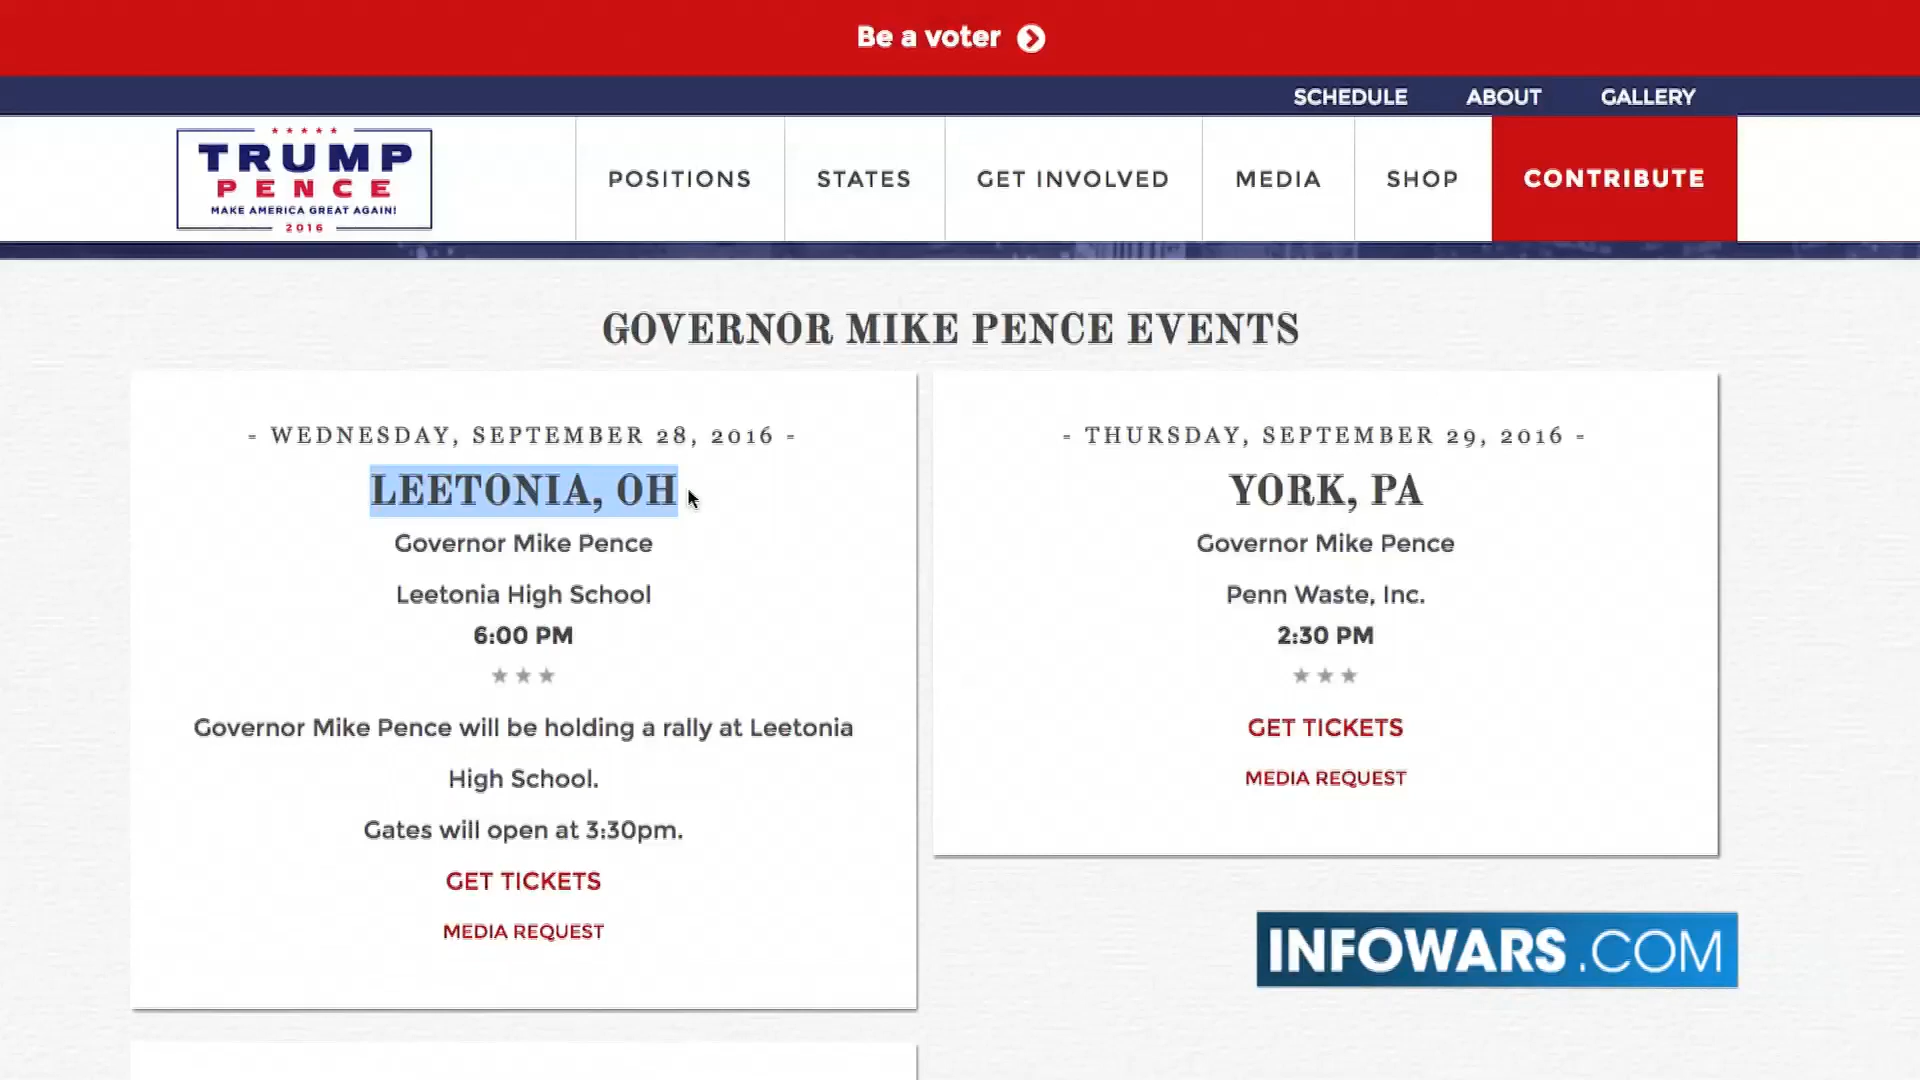 Be a voter
SCHEDULE ABOUT GALLERY
TRUMP
PENCE
MAKE AMERICA GREAT AGAIN!
2016
POSITIONS STATES GET INVOLVED MEDIA SHOP CONTRIBUTE
GOVERNOR MIKE PENCE EVENTS
- WEDNESDAY, SEPTEMBER 28, 2016 -
LEETONIA, OH
Governor Mike Pence
Leetonia High School
6:00 PM
Governor Mike Pence will be holding a rally at Leetonia
High School.
Gates will open at 3:30pm.
GET TICKETS
MEDIA REQUEST
- THURSDAY, SEPTEMBER 29, 2016 -
YORK, PA
Governor Mike Pence
Penn Waste, Inc.
2:30 PM
GET TICKETS
MEDIA REQUEST
INFOWARS.COM